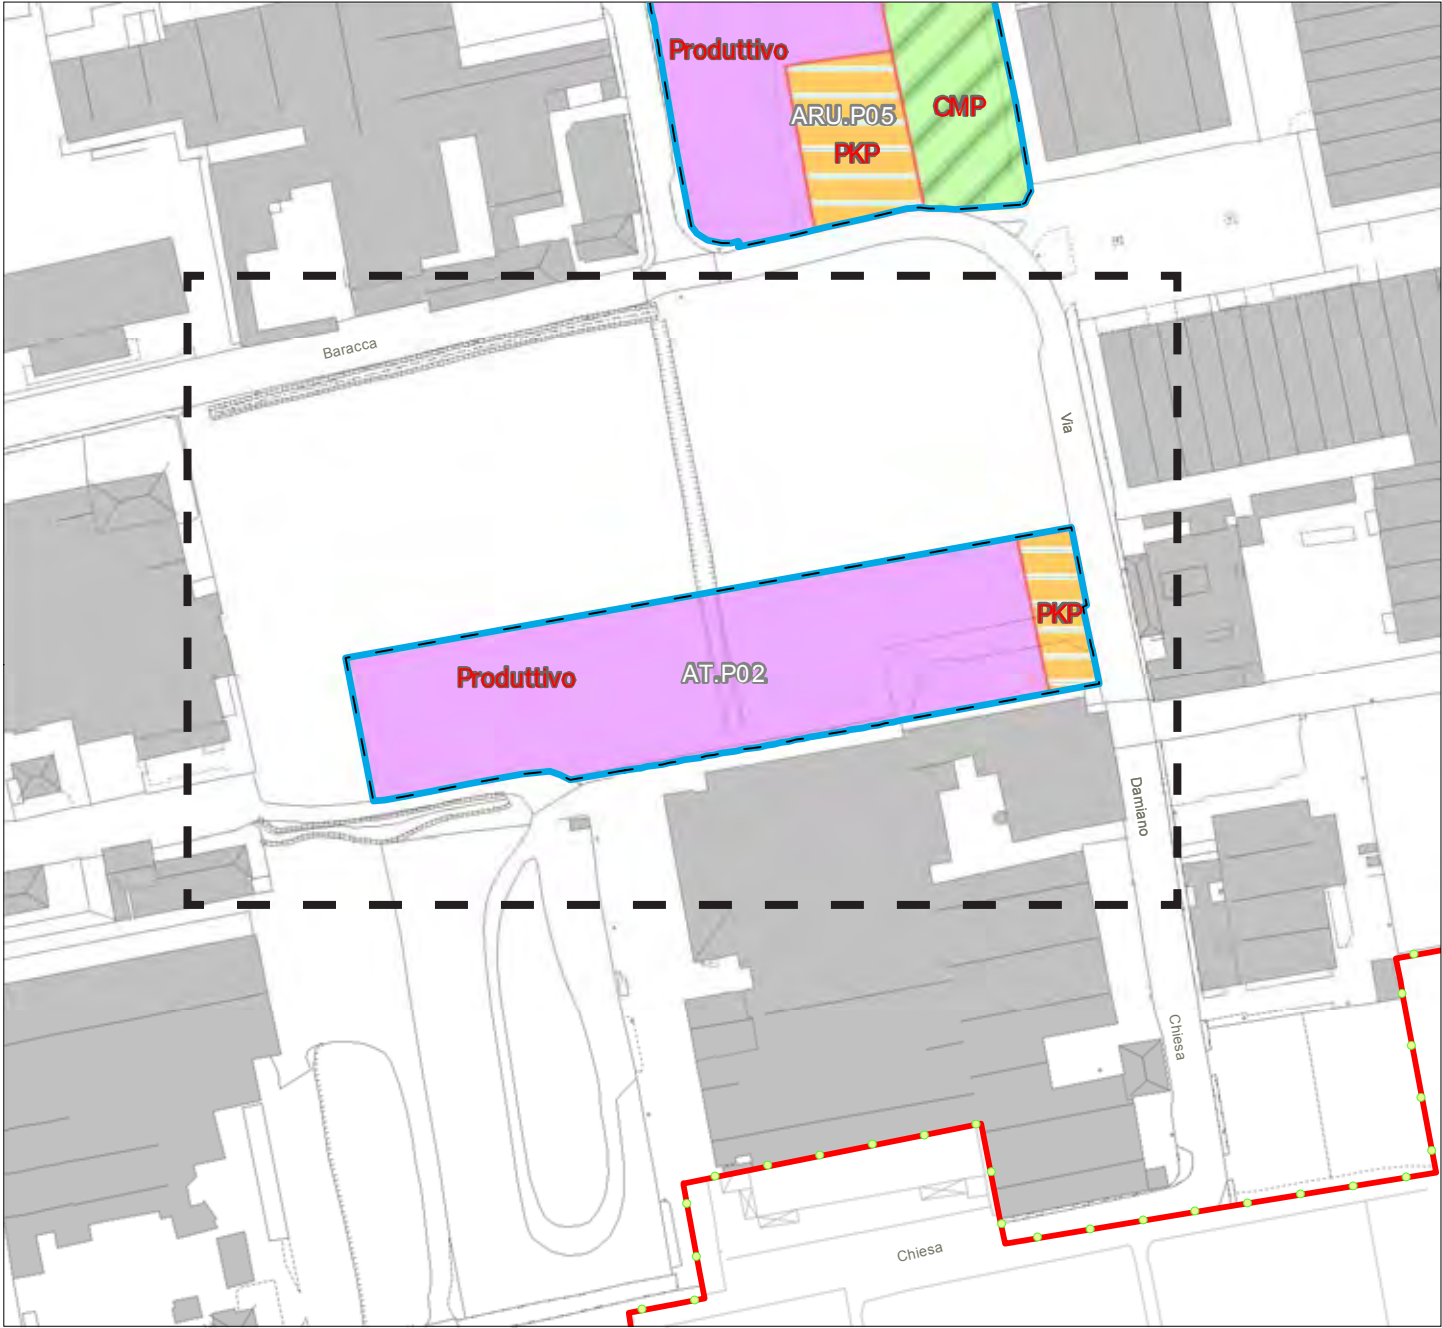 Produttivo
ARU.P05
CMP
PKP
Baracca
Via
PKP
Produttivo
AT.P02
Damiano
Chiesa
Chiesa